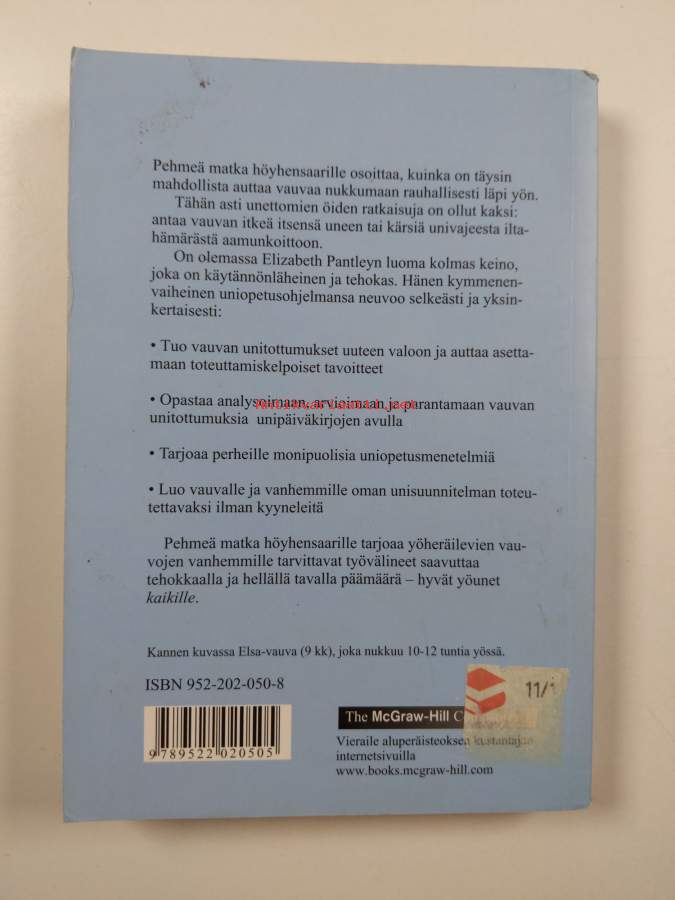 Pehmeä matka höyhensaarille osoittaa, kuinka on täysin
mahdollista auttaa vauvaa nukkumaan rauhallisesti läpi yön.
Tähän asti unettomien öiden ratkaisuja on ollut kaksi:
antaa vauvan itkeä itsensä uneen tai kärsiä univajeesta ilta-
hämärästä aamunkoittoon.
On olemassa Elizabeth Pantleyn luoma kolmas keino,
joka on käytännönläheinen ja tehokas. Hänen kymmenen-
vaiheinen uniopetusohjelmansa neuvoo selkeästi ja yksin-
kertaisesti:
• Tuo vauvan unitottumukset uuteen valoon ja auttaa asetta-
maan toteuttamiskelpoiset tavoitteet
• Opastaa analysoimaan, arvioimaan ja parantamaan vauvan
unitottumuksia unipäiväkirjojen avulla
• Tarjoaa perheille monipuolisia uniopetusmenetelmiä
• Luo vauvalle ja vanhemmille oman unisuunnitelman toteu-
tettavaksi ilman kyyneleitä
Pehmeä matka höyhensaarille tarjoaa yöheräilevien vau-
vojen vanhemmille tarvittavat työvälineet saavuttaa
tehokkaalla ja hellällä tavalla päämäärä – hyvät yöunet
kaikille.
Kannen kuvassa Elsa-vauva (9 kk), joka nukkuu 10-12 tuntia yössä.
ISBN 952-202-050-8
11/1
The McGraw-Hill C
9 789522 020505
Vieraile aluperäisteoksen kustantajan
internetsivuilla
www.books.mcgraw-hill.com